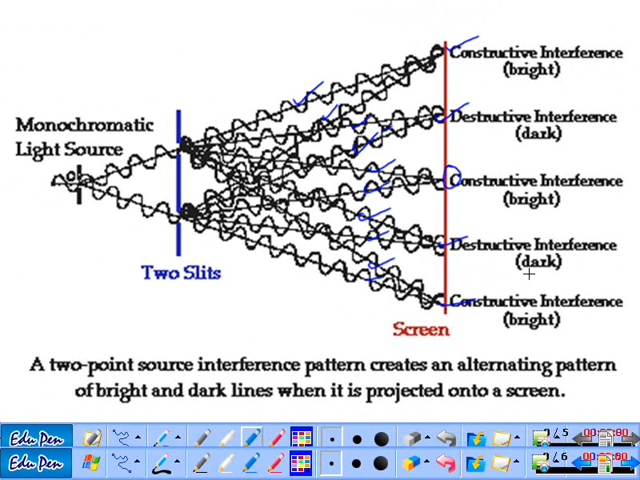 Constructive Interference
(bright)
Destructive Interference
(dark)
Monochromatic
Light Source
Constructive Interference
(bright)
Destructive Interference
(dark)
Two Slits
Constructive Interference
(bright)
Screen
A two-point source interference pattern creates an alternating pattern
of bright and dark lines when it is projected onto a screen.
Edu Pen
Edu Pen